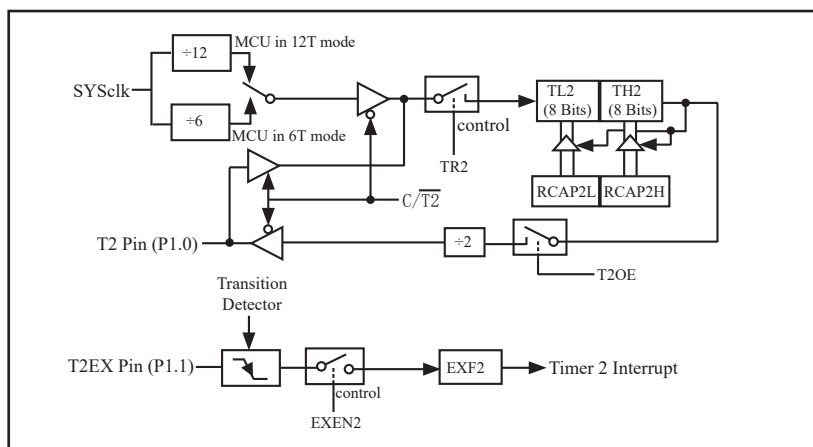 ÷12
MCU in 12T mode
SYSclk
÷6
MCU in 6T mode
control
TR2
TL2
(8 Bits)
TH2
(8 Bits)
RCAP2L
RCAP2H
C/T2
T2 Pin (P1.0)
÷2
T2OE
Transition
Detector
T2EX Pin (P1.1)
control
EXEN2
EXF2
Timer 2 Interrupt